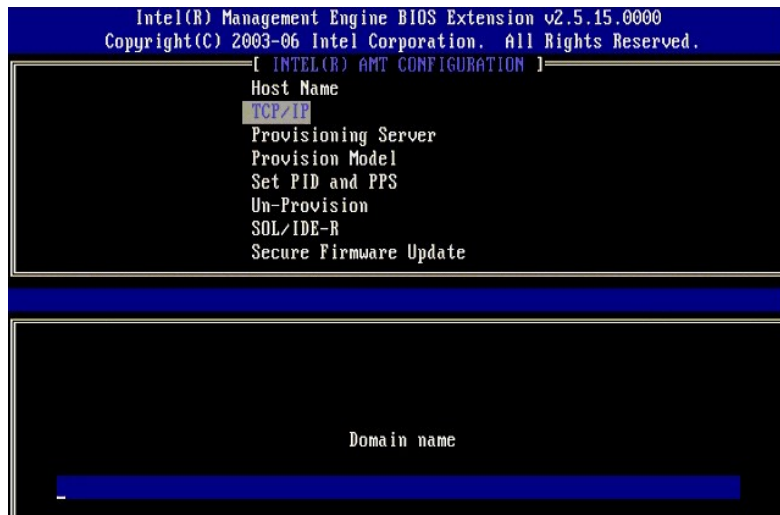 Intel(R) Management Engine BIOS Extension v2.5.15.0000
Copyright(C) 2003-06 Intel Corporation. All Rights Reserved.
[ INTEL(R) AMT CONFIGURATION ]
Host Name
TCP/IP
Provisioning Server
Provision Model
Set PID and PPS
Un-Provision
SOL/IDE-R
Secure Firmware Update
Domain name